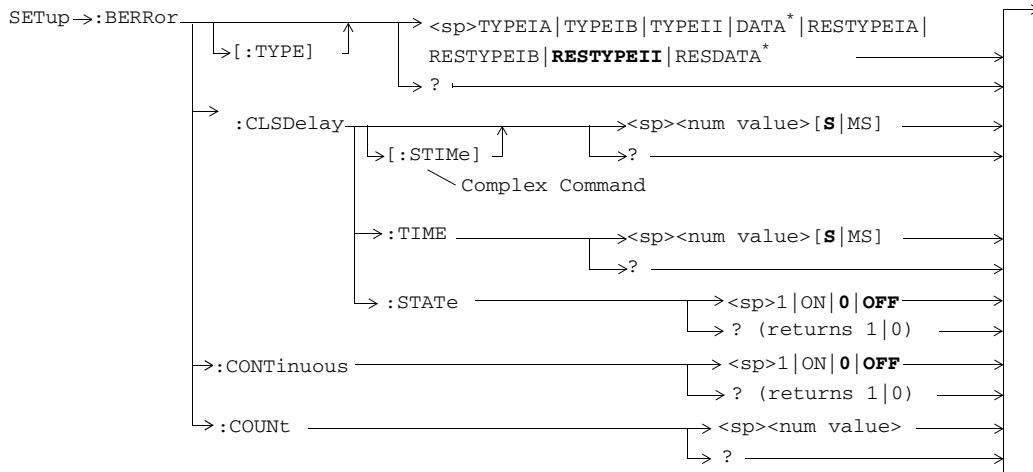 SETup :BERRor <sp>TYPEIA|TYPEIB|TYPEII|DATA*|RESTYPEIA|
[:TYPE] RESTYPEIB|RESTYPEII|RESDATA*
?
:CLSDelay <sp><num value>[S|MS]
[:STIMe] ?
Complex Command
:TIME <sp><num value>[S|MS]
?
:STATe <sp>1|ON|0|OFF
? (returns 1|0)
:CONTinuous <sp>1|ON|0|OFF
? (returns 1|0)
:COUNt <sp><num value>
?